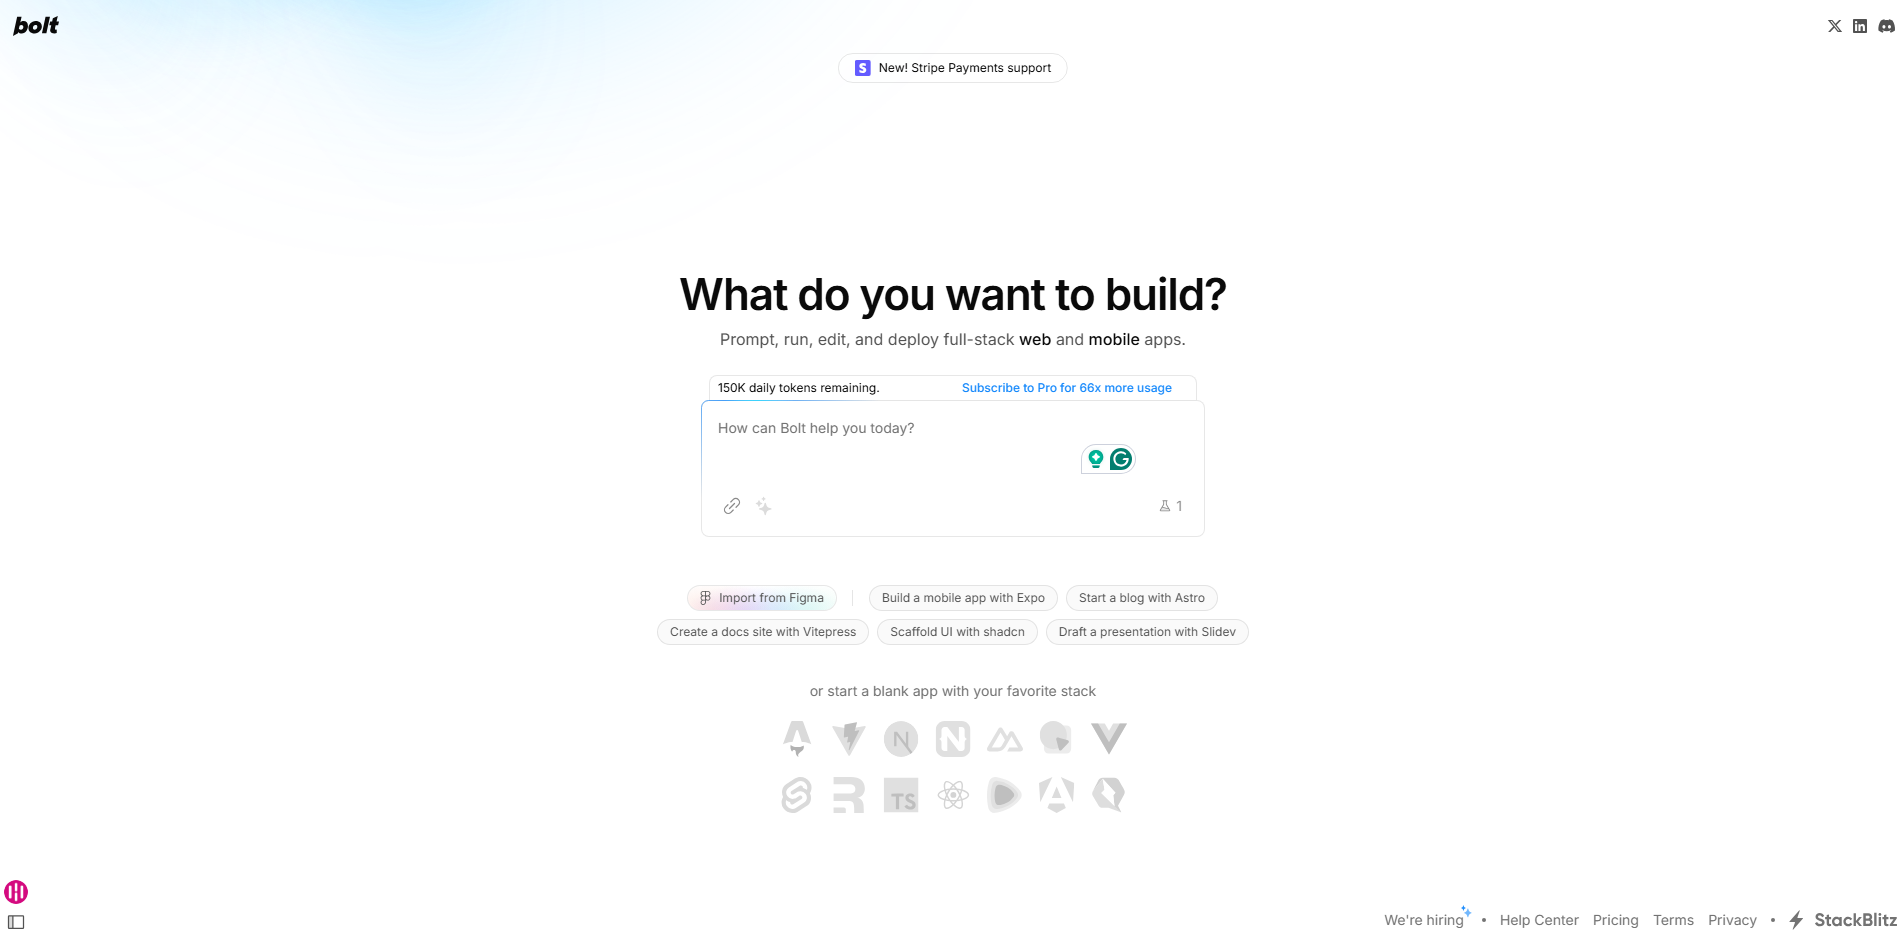 bolt
New! Stripe Payments support
What do you want to build?
Prompt, run, edit, and deploy full-stack web and mobile apps.
150K daily tokens remaining. Subscribe to Pro for 66x more usage
How can Bolt help you today?
1
Import from Figma Build a mobile app with Expo Start a blog with Astro
Create a docs site with Vitepress Scaffold UI with shadcn Draft a presentation with Slidev
or start a blank app with your favorite stack
TS
We're hiring • Help Center Pricing Terms Privacy • StackBlitz